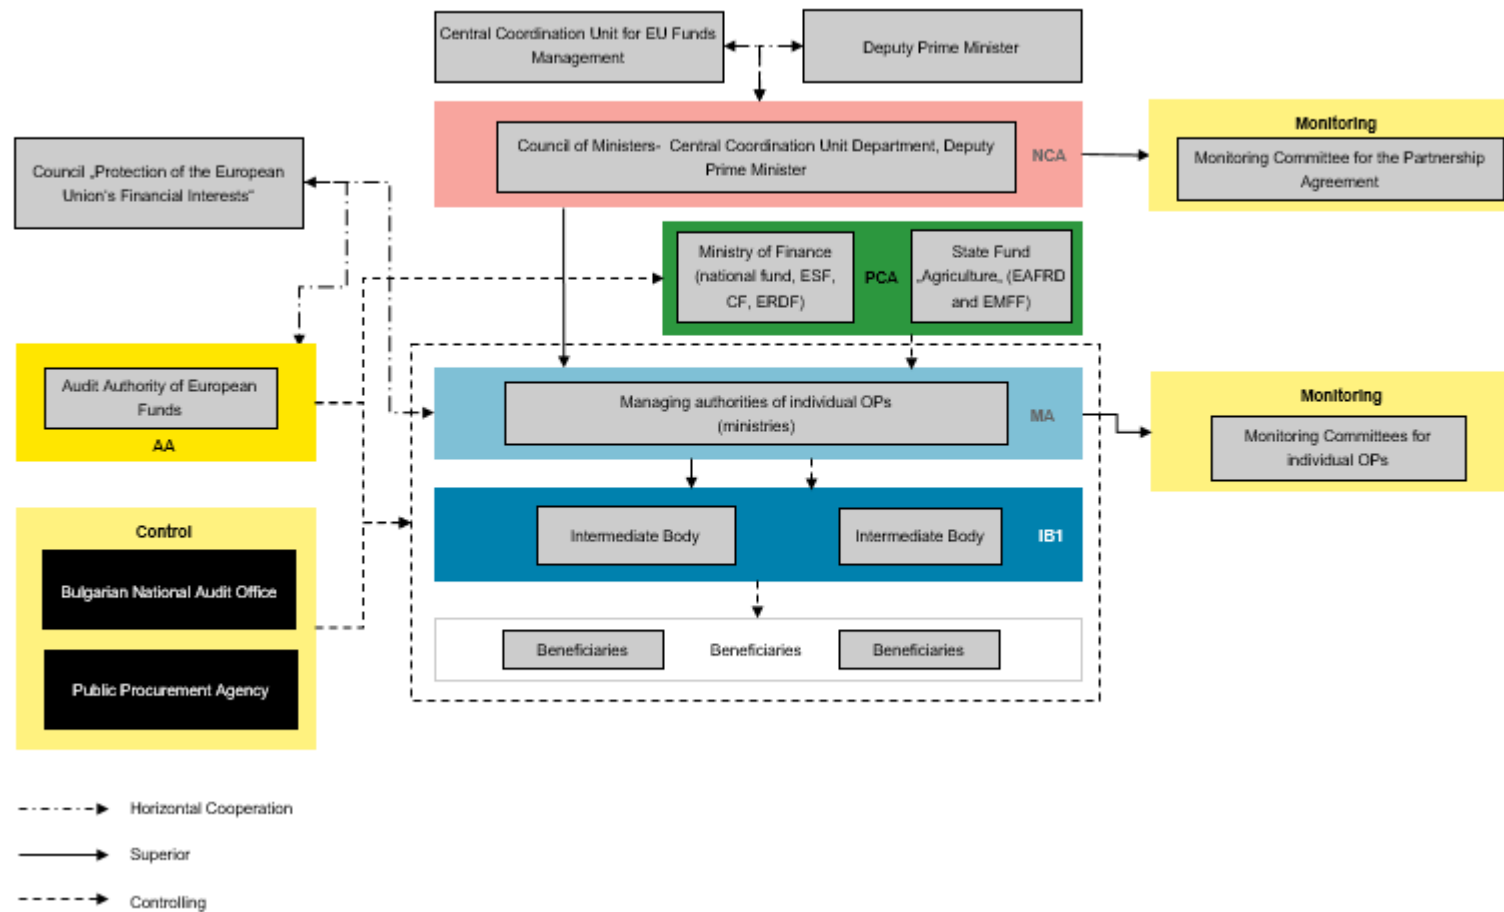 Central Coordination Unit for EU Funds
Management
Deputy Prime Minister
Council of Ministers- Central Coordination Unit Department, Deputy
Prime Minister
NCA
Monitoring
Monitoring Committee for the Partnership
Agreement
Council „Protection of the European
Union's Financial Interests“
Ministry of Finance
(national fund, ESF,
CF, ERDF)
PCA
State Fund
„Agriculture„ (EAFRD
and EMFF)
Audit Authority of European
Funds
AA
Managing authorities of individual OPs
(ministries)
MA
Monitoring
Monitoring Committees for
individual OPs
Control
Bulgarian National Audit Office
Public Procurement Agency
Intermediate Body
Intermediate Body
IB1
Beneficiaries
Beneficiaries
Beneficiaries
Horizontal Cooperation
Superior
Controlling